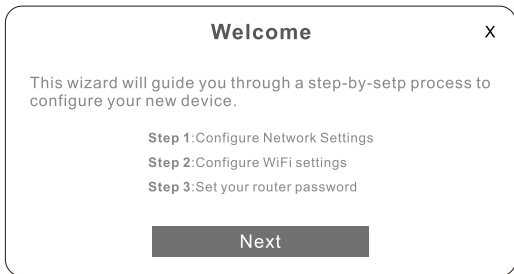 Welcome
X
This wizard will guide you through a step-by-setp process to
configure your new device.
Step 1:Configure Network Settings
Step 2:Configure WiFi settings
Step 3:Set your router password
Next